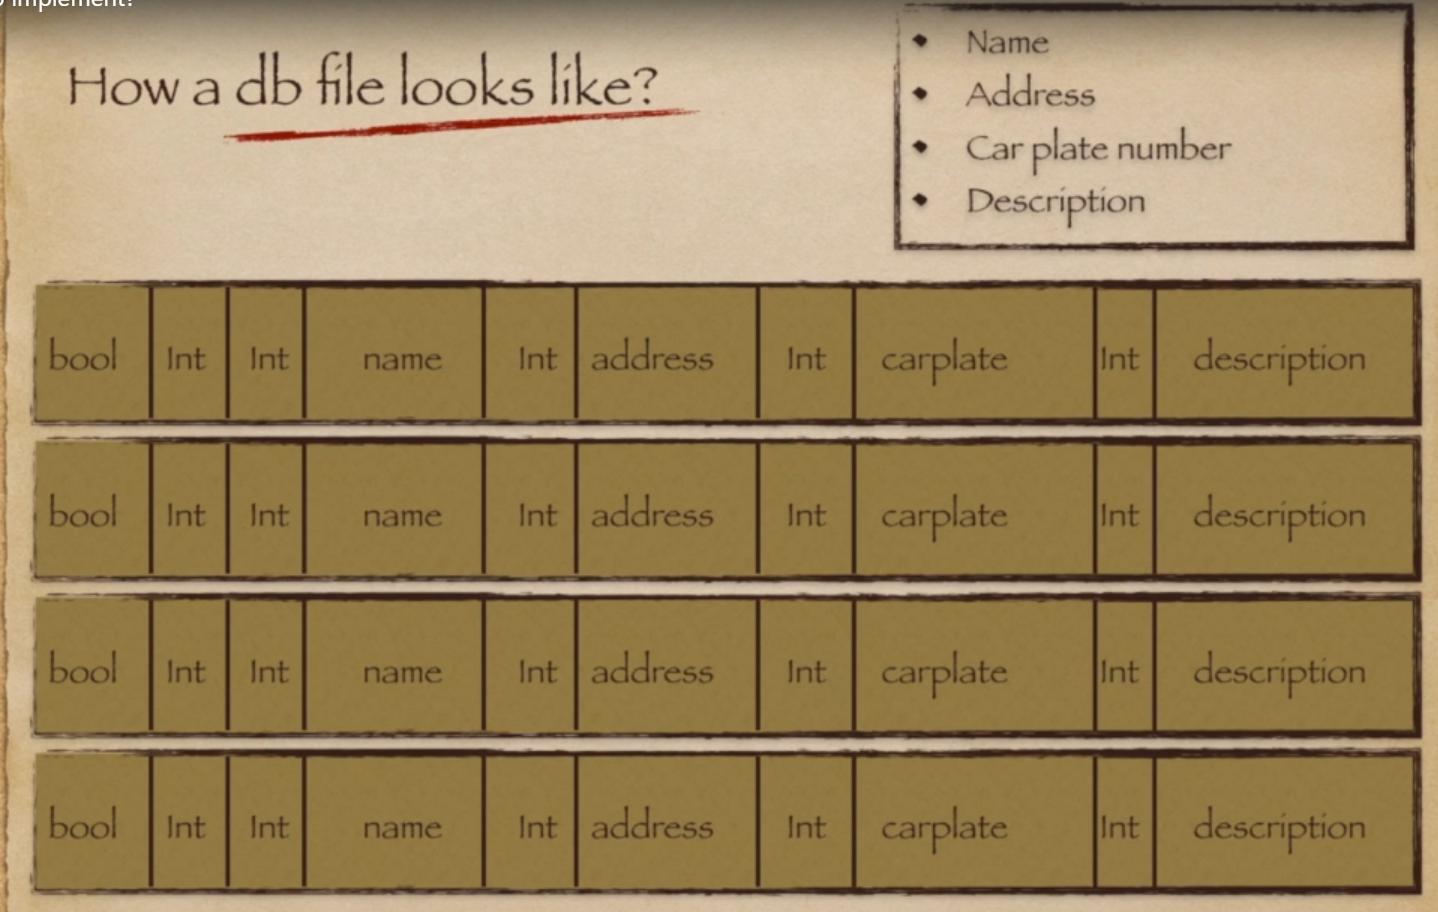 implement?
How a db file looks like?
Name
Address
Car plate number
Description
bool Int Int name Int address Int carplate Int description
bool Int Int name Int address Int carplate Int description
bool Int Int name Int address Int carplate Int description
bool Int Int name Int address Int carplate Int description